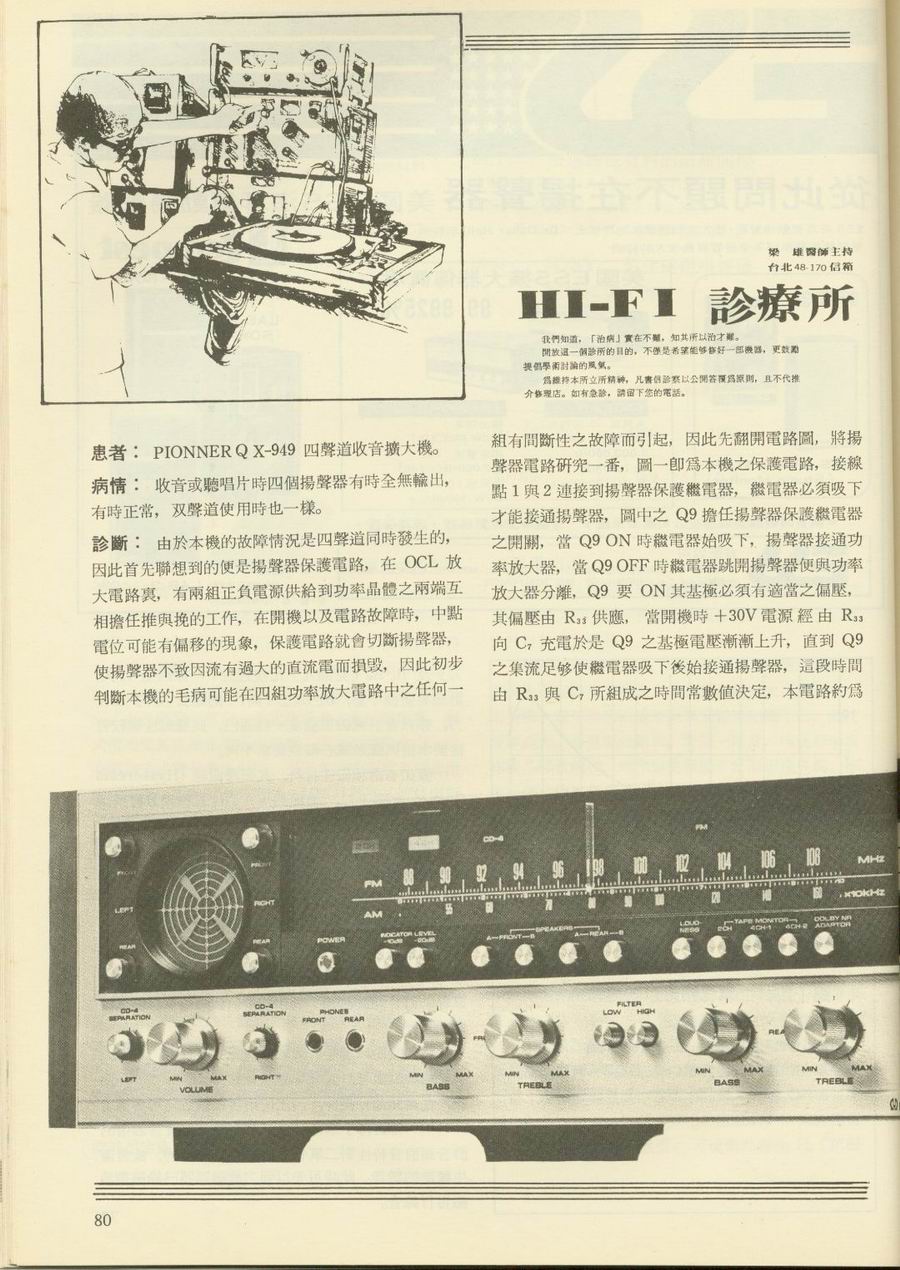 梁　雄醫師主持
台北48-170信箱
HI-FI 診療所
我們知道，「治病」實在不難，知其所以治才難。
開放這一個診所的目的，不僅是希望能够修好一部機器，更鼓勵
提倡學術討論的風氣。
爲維持本所立所精神，凡書信診察以公開答覆爲原則，且不代推
介修理店。如有急診，請留下您的電話。
患者： PIONNER Q X-949 四聲道收音擴大機。
病情： 收音或聽唱片時四個揚聲器有時全無輸出，
有時正常，双聲道使用時也一樣。
診斷： 由於本機的故障情況是四聲道同時發生的，
因此首先聯想到的便是揚聲器保護電路，在 OCL 放
大電路裏，有兩組正負電源供給到功率晶體之兩端互
相擔任推與挽的工作，在開機以及電路故障時，中點
電位可能有偏移的現象，保護電路就會切斷揚聲器，
使揚聲器不致因流有過大的直流電而損毀，因此初步
判斷本機的毛病可能在四組功率放大電路中之任何一
組有間斷性之故障而引起，因此先翻開電路圖，將揚
聲器電路研究一番，圖一卽爲本機之保護電路，接線
點1與2連接到揚聲器保護繼電器，繼電器必須吸下
才能接通揚聲器，圖中之 Q9 擔任揚聲器保護繼電器
之開關，當 Q9 ON 時繼電器始吸下，揚聲器接通功
率放大器，當 Q9 OFF 時繼電器跳開揚聲器便與功率
放大器分離，Q9 要 ON 其基極必須有適當之偏壓，
其偏壓由 R₃₃ 供應，當開機時 +30V 電源經由 R₃₃
向 C₇ 充電於是 Q9 之基極電壓漸漸上升，直到 Q9
之集流足够使繼電器吸下後始接通揚聲器，這段時間
由 R₃₃ 與 C₇ 所組成之時間常數值決定，本電路約爲
CD-4
FM
FRONT FRONT
LEFT RIGHT
REAR REAR
FM 88 90 92 94 96 98 100 102 104 106 108 MHz
AM 55 60 70 80 90 100 120 140 160 x10KHz
POWER
INDICATOR LEVEL
-10dB -20dB
SPEAKERS
A—FRONT—B A—REAR—B
LOUD-
NESS
TAPE MONITOR
2CH 4CH-1 4CH-2
DOLBY NR
ADAPTOR
CD-4
SEPARATION
LEFT
MIN MAX
VOLUME
CD-4
SEPARATION
RIGHT
PHONES
FRONT REAR
MIN MAX
BASS
MIN MAX
TREBLE
FILTER
LOW HIGH
MIN MAX
BASS
REA
MIN MAX
TREBLE
80